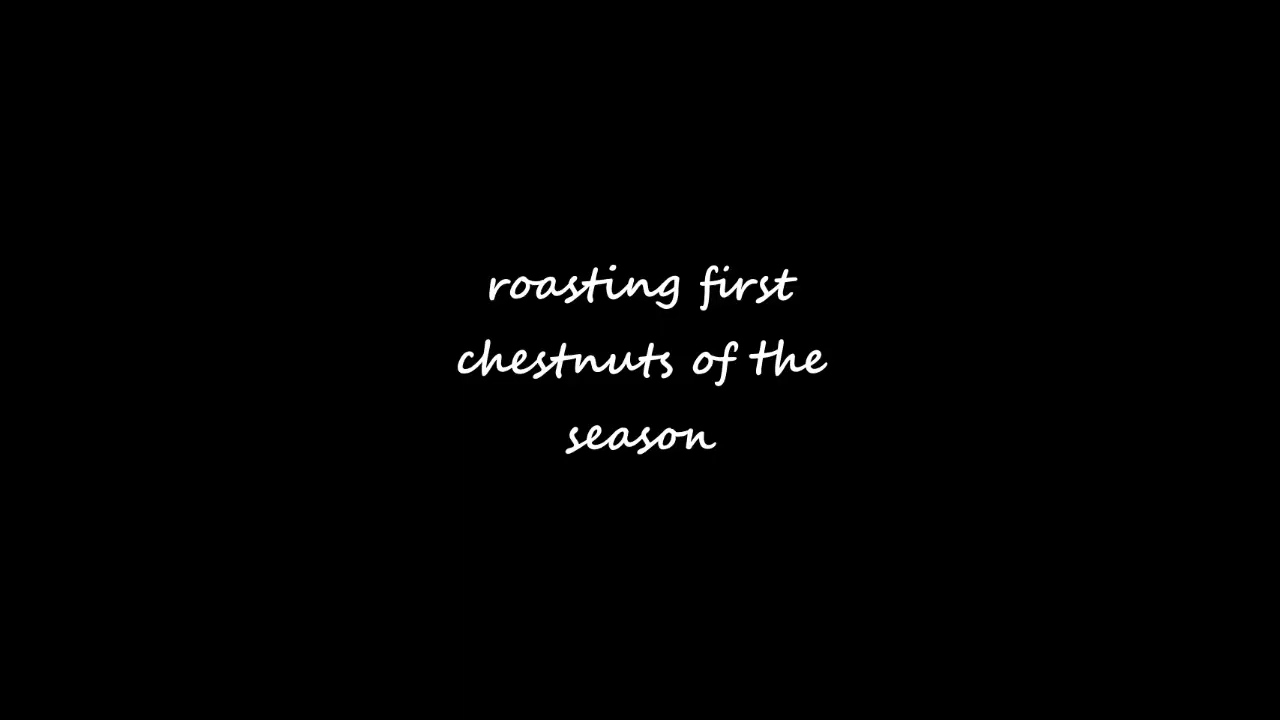 roasting first
chestnuts of the
season